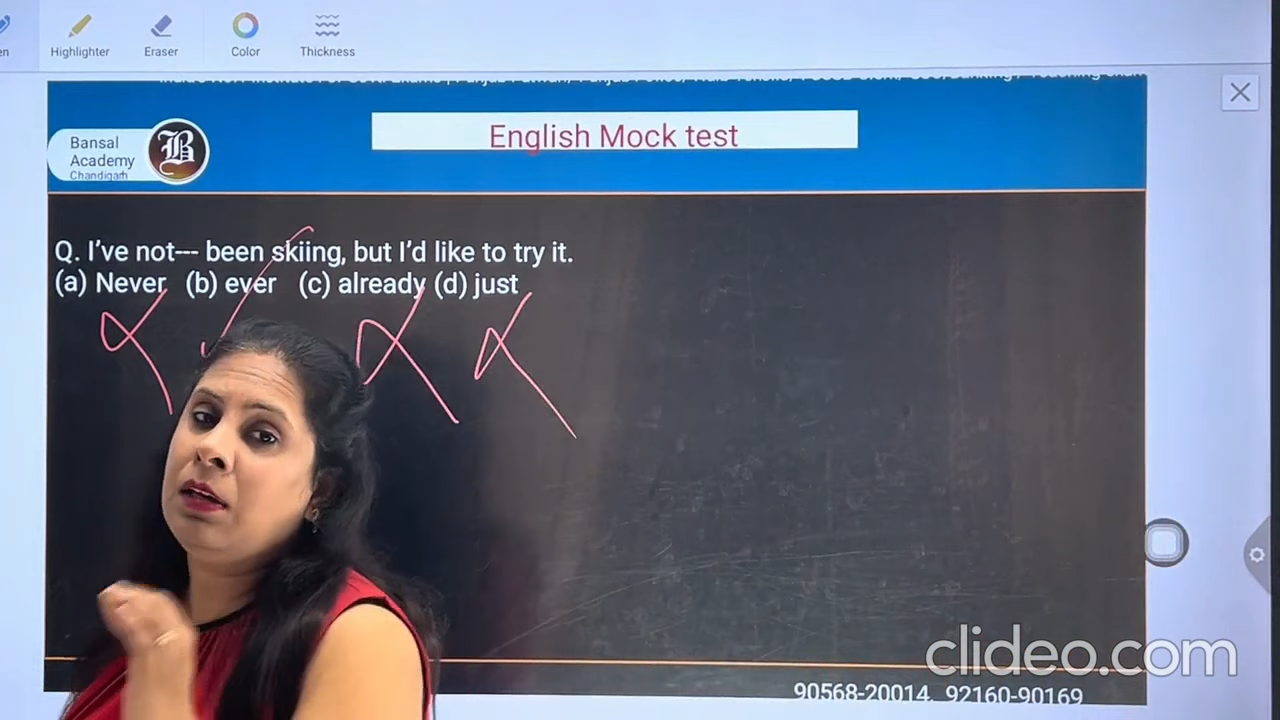 Highlighter Eraser Color Thickness
English Mock test
Bansal
Academy
Chandigarh
B
Q. I've not--- been skiing, but I'd like to try it.
(a) Never (b) ever (c) already (d) just
clideo.com
90568-20014, 92160-90169